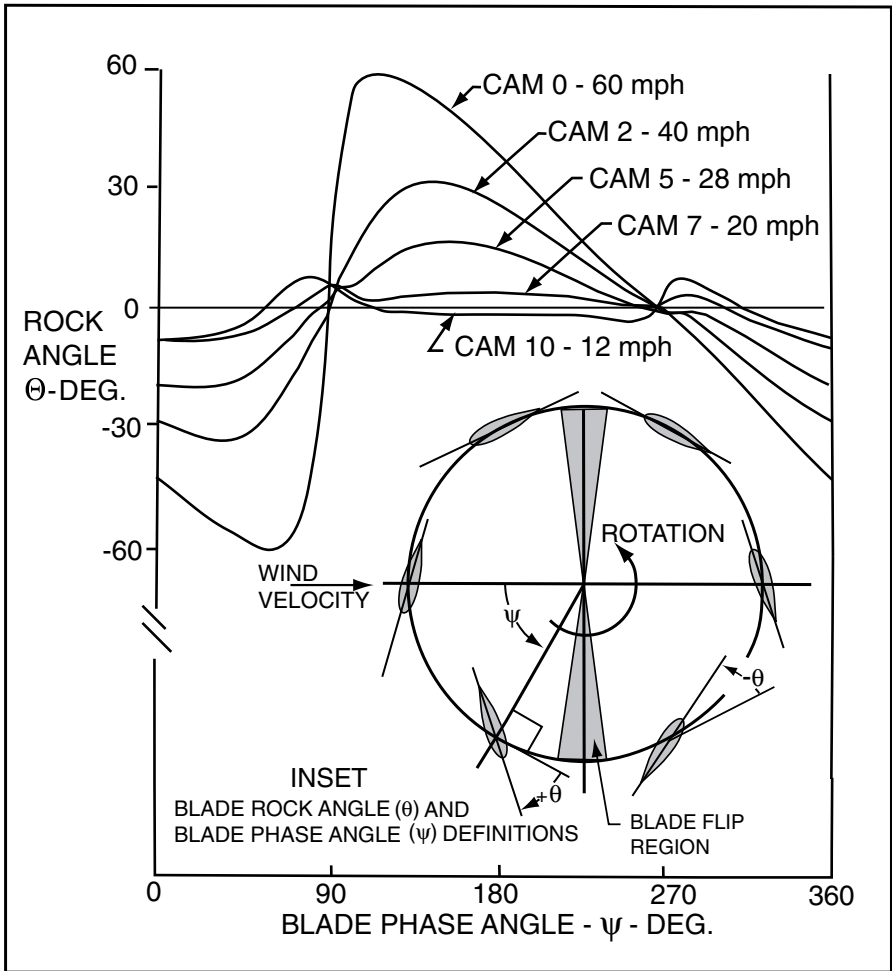 60
CAM 0 - 60 mph
CAM 2 - 40 mph
30
CAM 5 - 28 mph
CAM 7 - 20 mph
0
ROCK
ANGLE
Θ-DEG.
CAM 10 - 12 mph
-30
ROTATION
-60
WIND
VELOCITY
ψ
-θ
+θ
INSET
BLADE ROCK ANGLE (θ) AND
BLADE PHASE ANGLE (ψ) DEFINITIONS
BLADE FLIP
REGION
0 90 180 270 360
BLADE PHASE ANGLE - ψ - DEG.